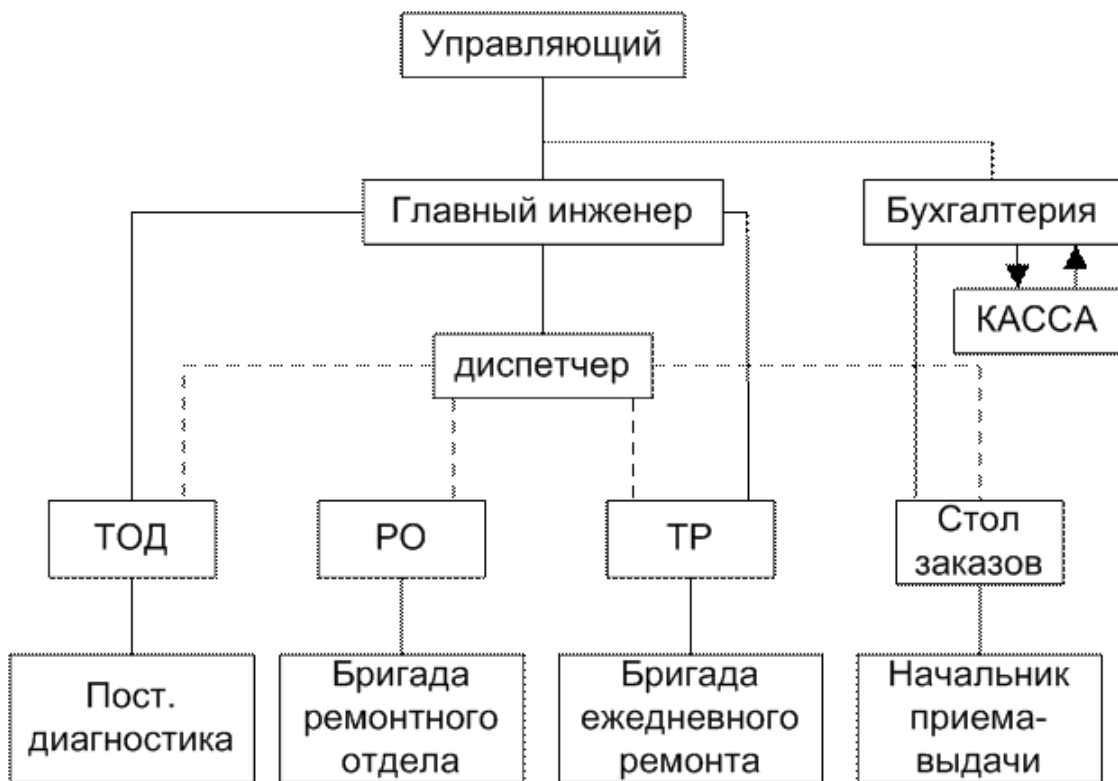 Управляющий
Главный инженер
Бухгалтерия
КАССА
диспетчер
ТОД
РО
ТР
Стол
заказов
Пост.
диагностика
Бригада
ремонтного
отдела
Бригада
ежедневного
ремонта
Начальник
приема-
выдачи